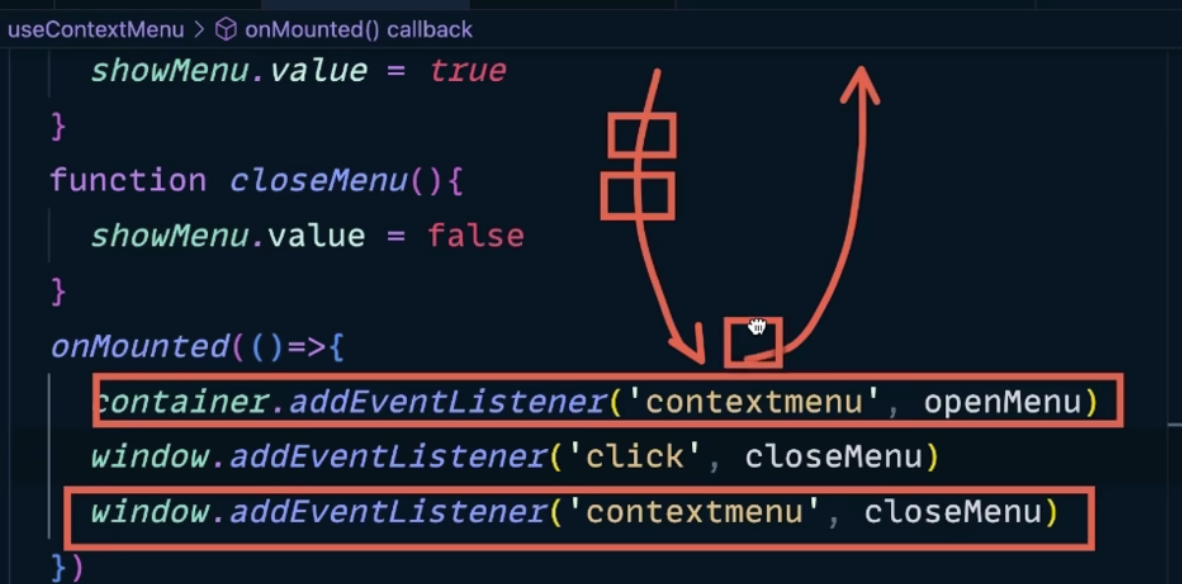 useContextMenu > onMounted() callback
showMenu.value = true
}
function closeMenu(){
showMenu.value = false
}
onMounted(()=>{
container.addEventListener('contextmenu', openMenu)
window.addEventListener('click', closeMenu)
window.addEventListener('contextmenu', closeMenu)
})